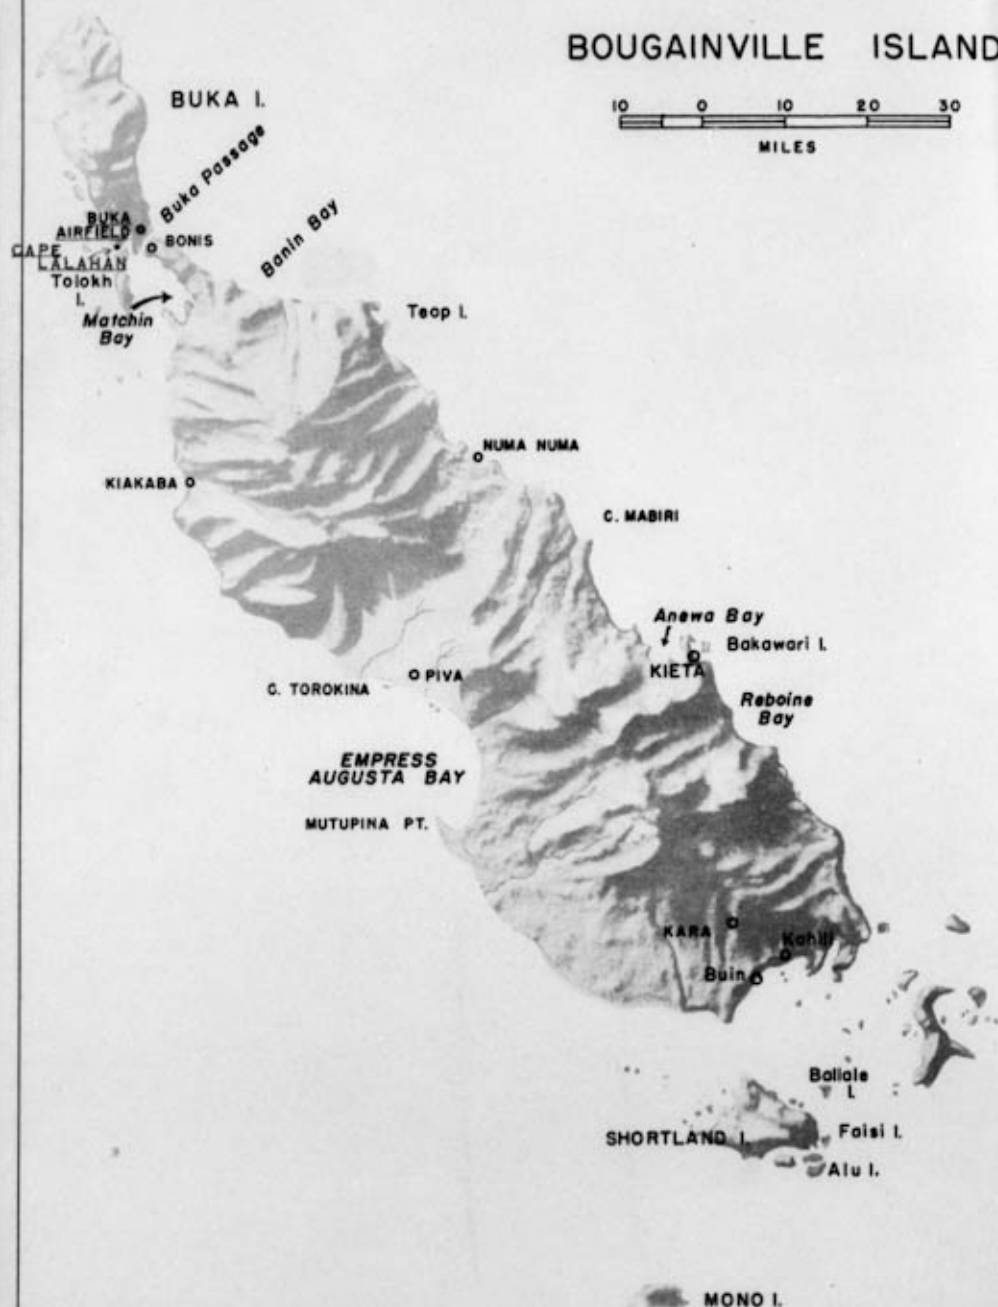 BOUGAINVILLE ISLAND
10 0 10 20 30
MILES
BUKA I.
Buka Passage
BUKA
AIRFIELD
BONIS
CAPE
LALAHAN
Banin Bay
Tolokh
I.
Matchin
Bay
Teop I.
NUMA NUMA
KIAKABA
C. MABIRI
Anewa Bay
Bakawari I.
KIETA
PIVA
C. TOROKINA
Reboine
Bay
EMPRESS
AUGUSTA BAY
MUTUPINA PT.
KARA
Kahili
Buin
Ballale
I.
SHORTLAND I.
Faisi I.
Alu I.
MONO I.